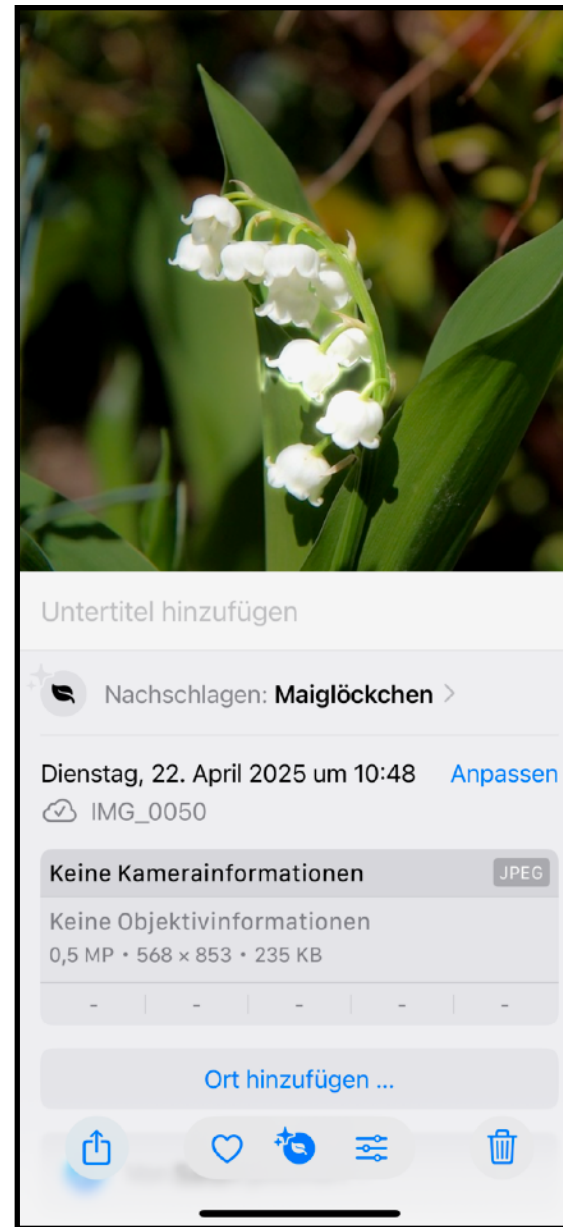 Untertitel hinzufügen
Nachschlagen: Maiglöckchen >
Dienstag, 22. April 2025 um 10:48 Anpassen
IMG_0050
Keine Kamerainformationen JPEG
Keine Objektivinformationen
0,5 MP • 568 × 853 • 235 KB
- - - - -
Ort hinzufügen ...